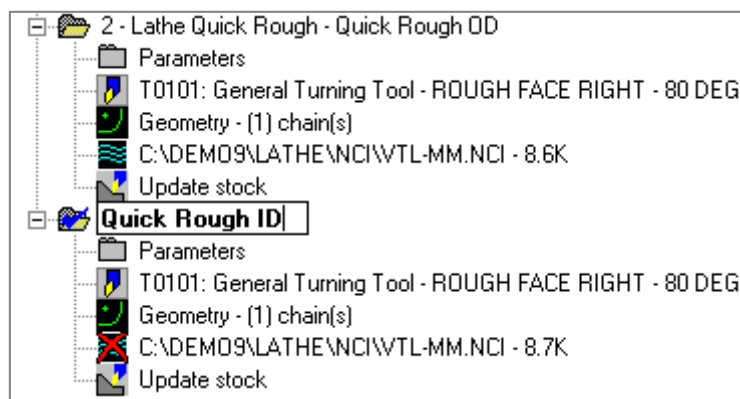 2 - Lathe Quick Rough - Quick Rough OD
Parameters
T0101: General Turning Tool - ROUGH FACE RIGHT - 80 DEG
Geometry - (1) chain(s)
C:\DEMO9\LATHE\NCI\VTL-MM.NCI - 8.6K
Update stock
Quick Rough ID
Parameters
T0101: General Turning Tool - ROUGH FACE RIGHT - 80 DEG
Geometry - (1) chain(s)
C:\DEMO9\LATHE\NCI\VTL-MM.NCI - 8.7K
Update stock